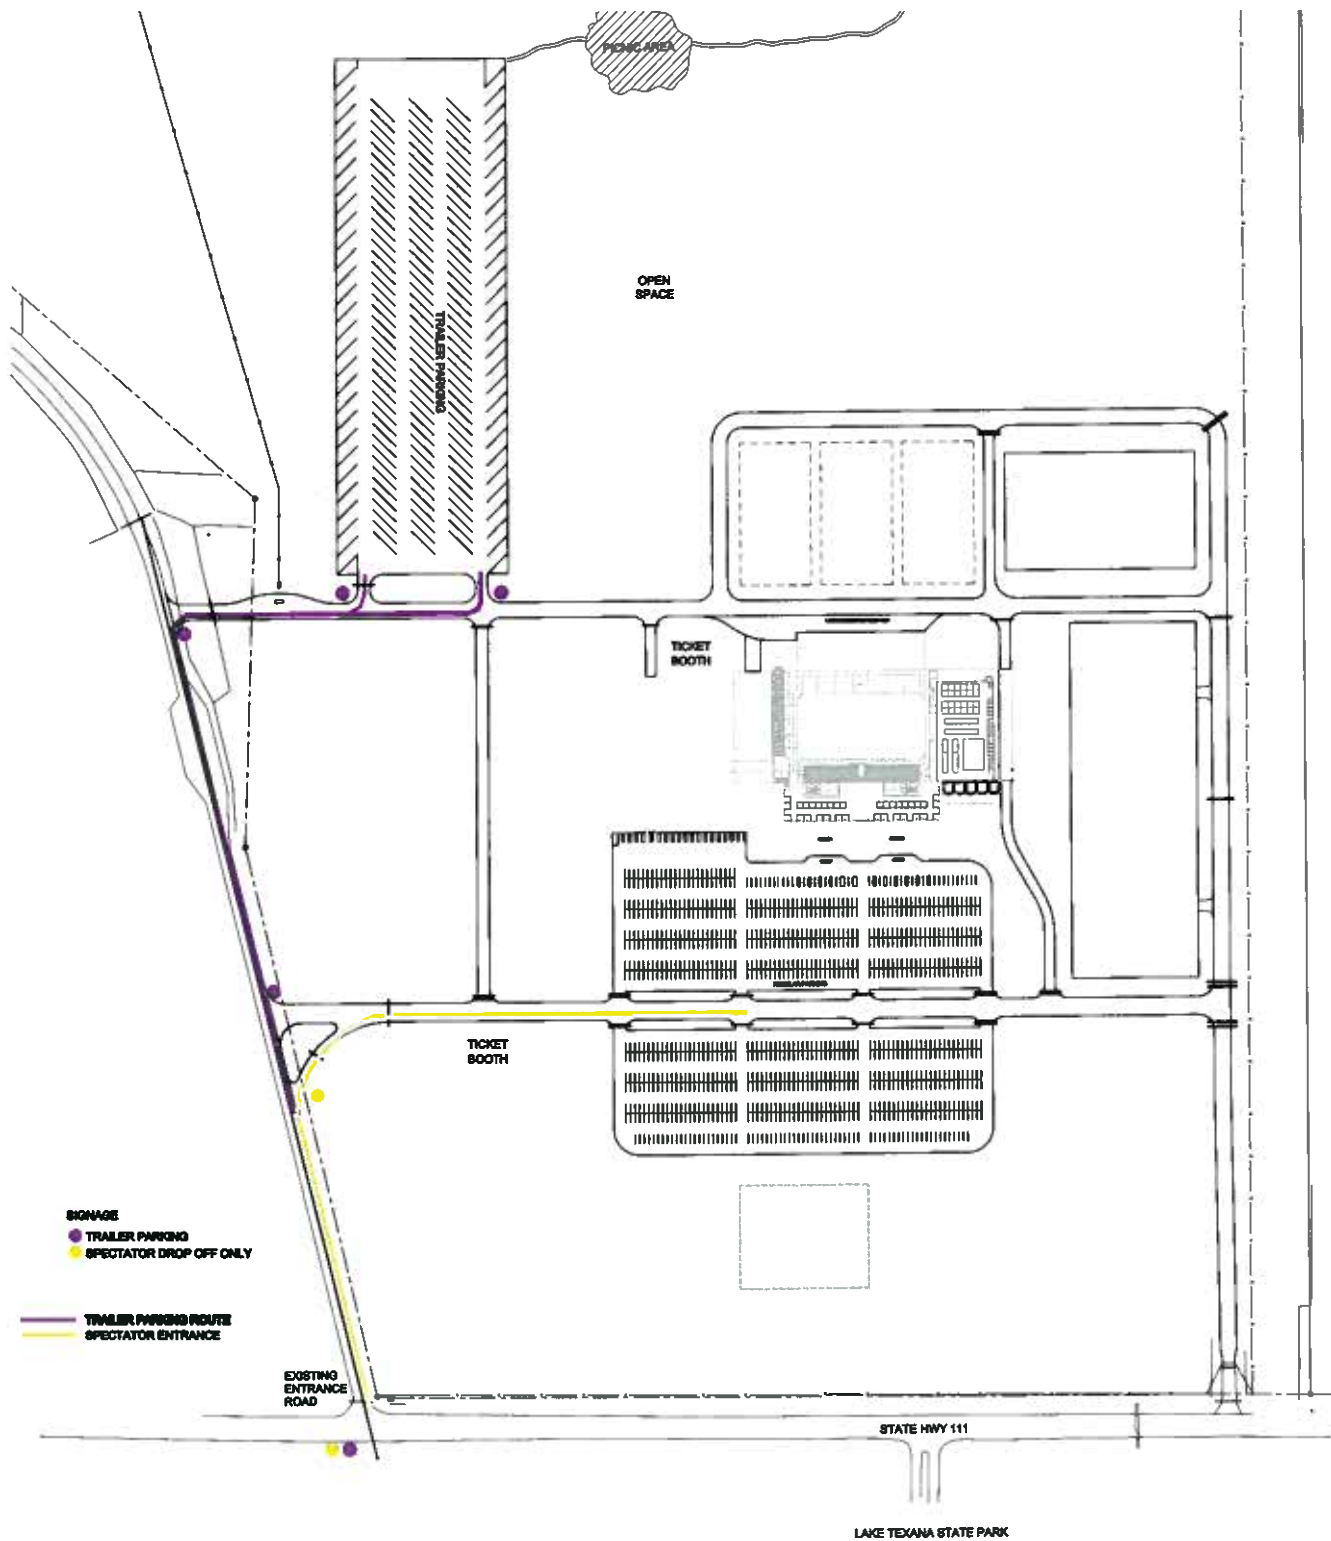 PICNIC AREA
OPEN
SPACE
TRAILER PARKING
TICKET
BOOTH
TICKET
BOOTH
SIGNAGE
TRAILER PARKING
SPECTATOR DROP OFF ONLY
TRAILER PARKING ROUTE
SPECTATOR ENTRANCE
EXISTING
ENTRANCE
ROAD
STATE HWY 111
LAKE TEXANA STATE PARK